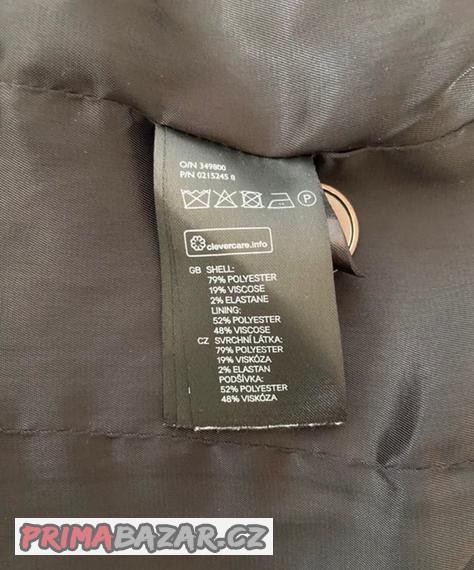 O/N 349800
P/N 0215245 8
P
clevercare.info
GB SHELL:
79% POLYESTER
19% VISCOSE
2% ELASTANE
LINING:
52% POLYESTER
48% VISCOSE
CZ SVRCHNÍ LÁTKA:
79% POLYESTER
19% VISKÓZA
2% ELASTAN
PODŠÍVKA:
52% POLYESTER
48% VISKÓZA
PRIMABAZAR.CZ